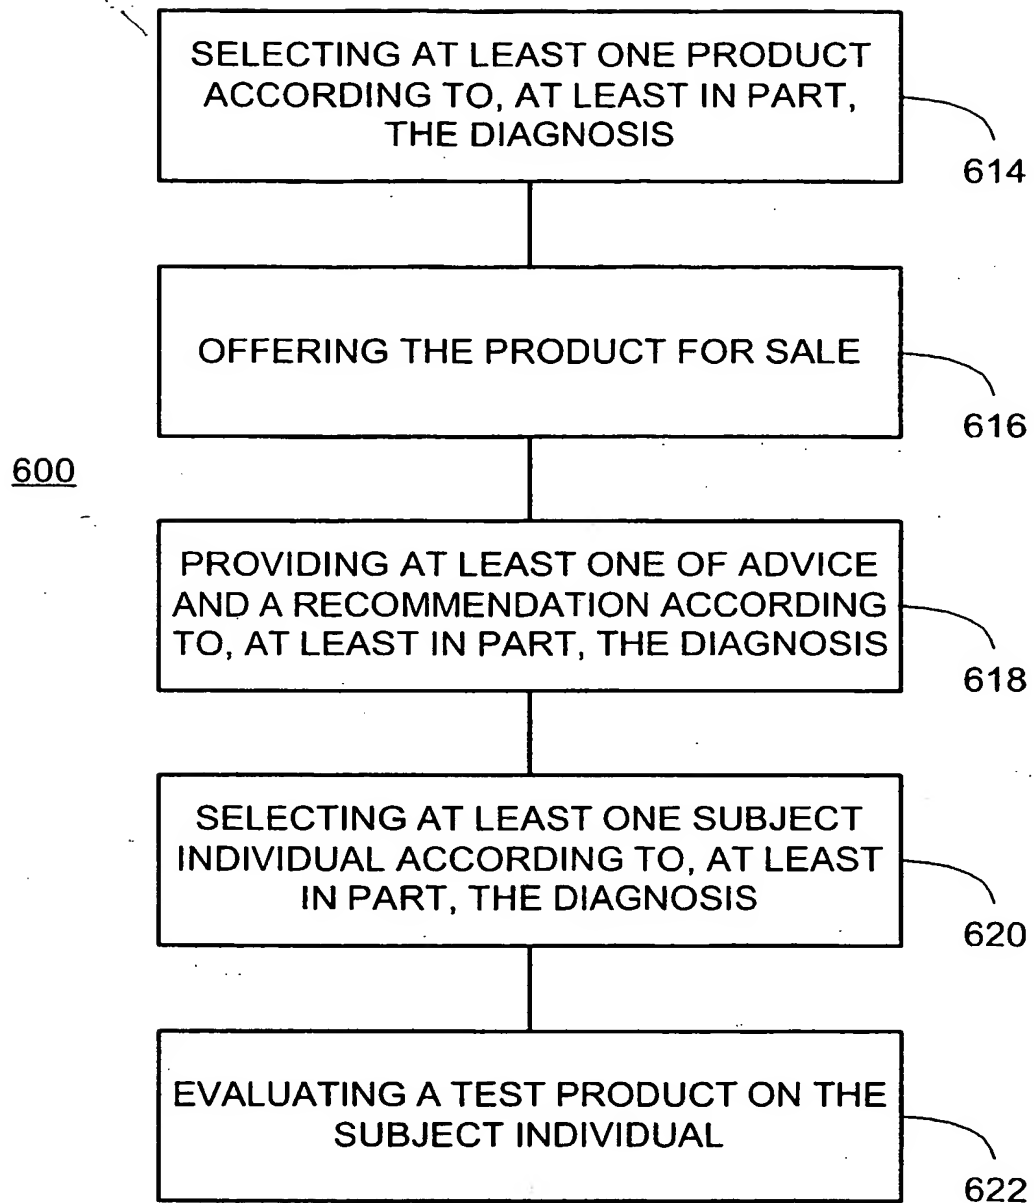 SELECTING AT LEAST ONE PRODUCT
ACCORDING TO, AT LEAST IN PART,
THE DIAGNOSIS
614
OFFERING THE PRODUCT FOR SALE
616
600
PROVIDING AT LEAST ONE OF ADVICE
AND A RECOMMENDATION ACCORDING
TO, AT LEAST IN PART, THE DIAGNOSIS
618
SELECTING AT LEAST ONE SUBJECT
INDIVIDUAL ACCORDING TO, AT LEAST
IN PART, THE DIAGNOSIS
620
EVALUATING A TEST PRODUCT ON THE
SUBJECT INDIVIDUAL
622